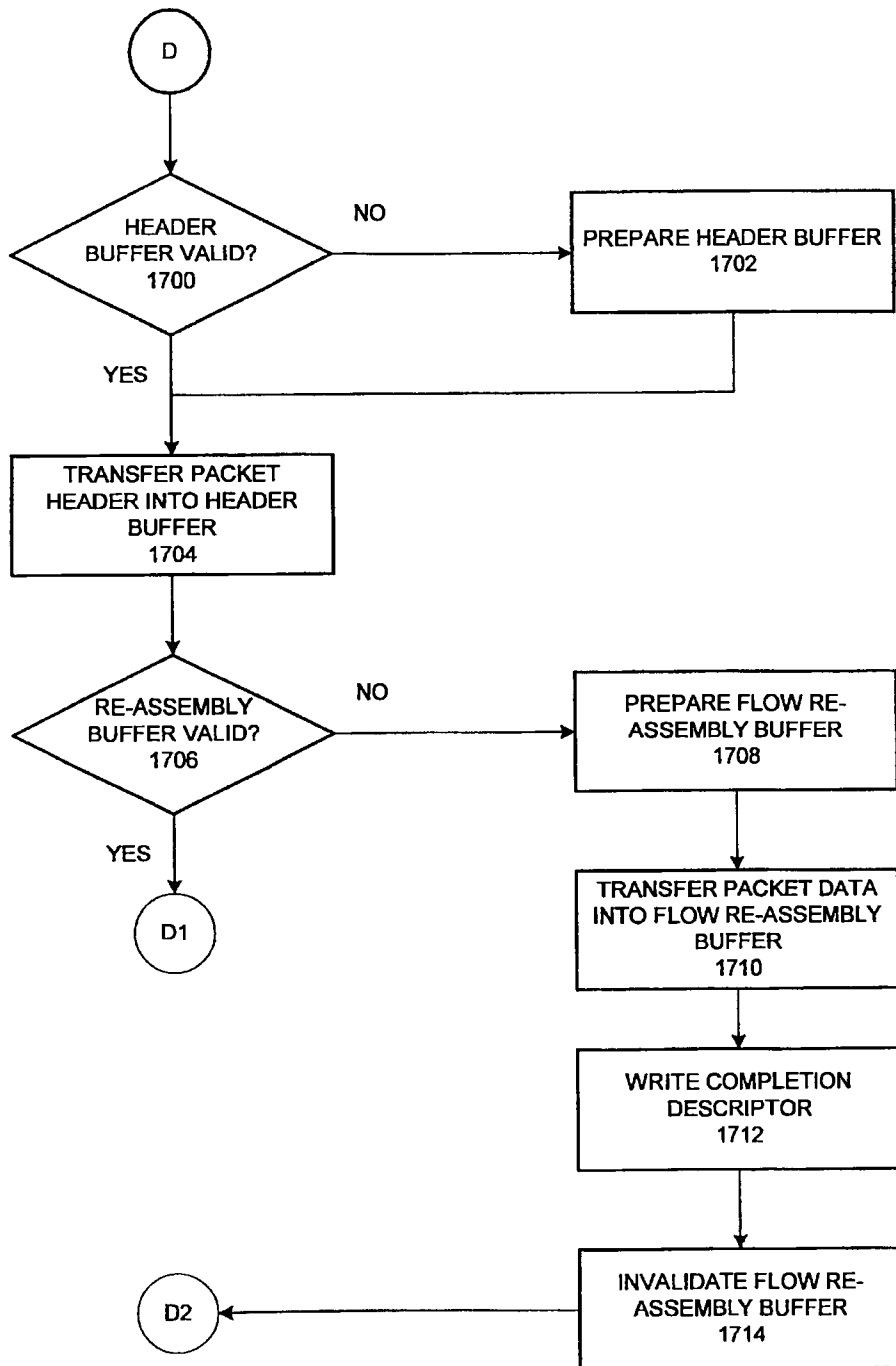 D
HEADER
BUFFER VALID?
1700
NO
PREPARE HEADER BUFFER
1702
YES
TRANSFER PACKET
HEADER INTO HEADER
BUFFER
1704
RE-ASSEMBLY
BUFFER VALID?
1706
NO
PREPARE FLOW RE-
ASSEMBLY BUFFER
1708
YES
D1
TRANSFER PACKET DATA
INTO FLOW RE-ASSEMBLY
BUFFER
1710
WRITE COMPLETION
DESCRIPTOR
1712
INVALIDATE FLOW RE-
ASSEMBLY BUFFER
1714
D2